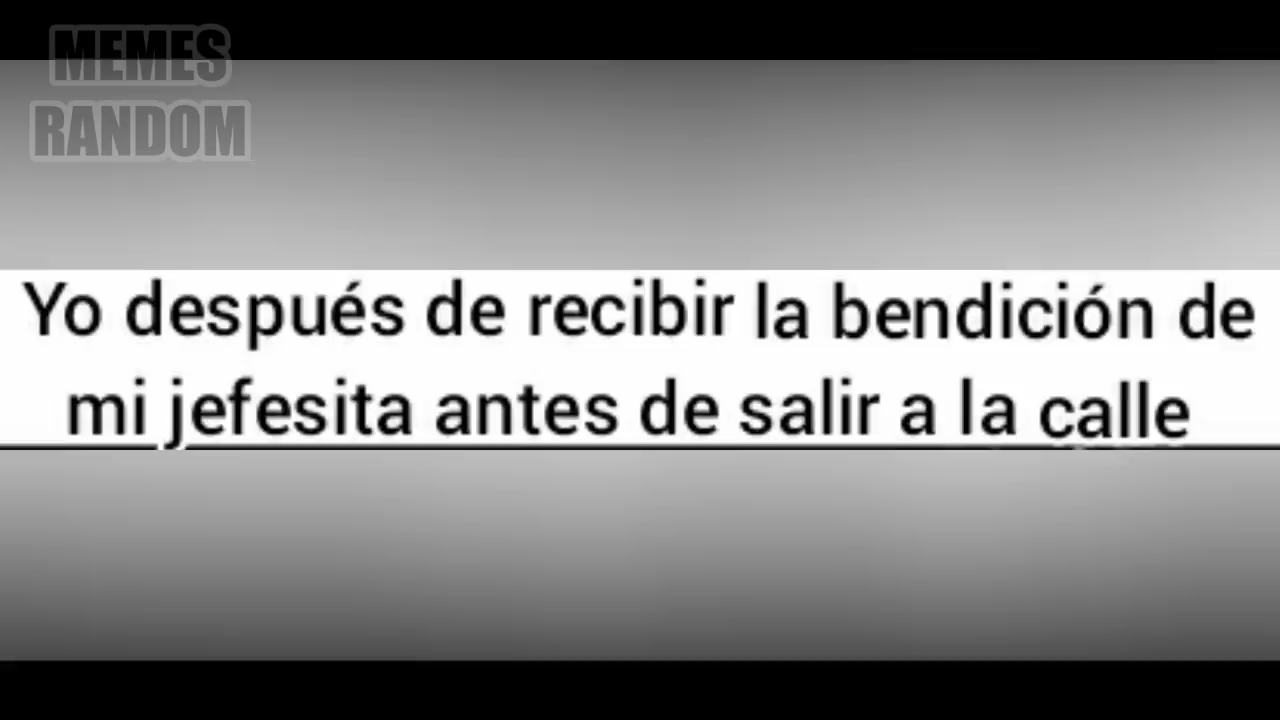 MEMES
RANDOM
Yo después de recibir la bendición de
mi jefesita antes de salir a la calle